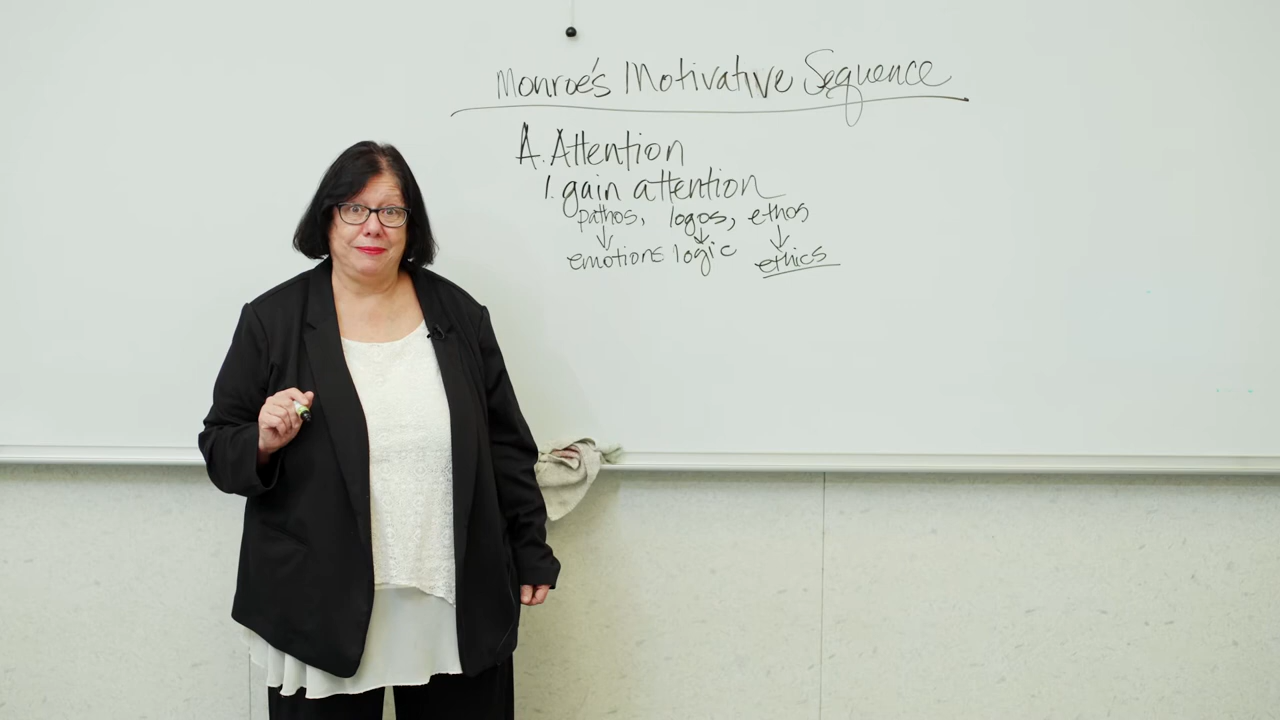 Monroe's Motivative Sequence
A. Attention
1. gain attention
pathos, logos, ethos
emotions logic ethics